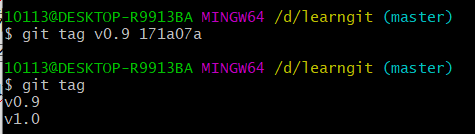 10113@DESKTOP-R9913BA MINGW64 /d/learngit (master)
$ git tag v0.9 171a07a
10113@DESKTOP-R9913BA MINGW64 /d/learngit (master)
$ git tag
v0.9
v1.0